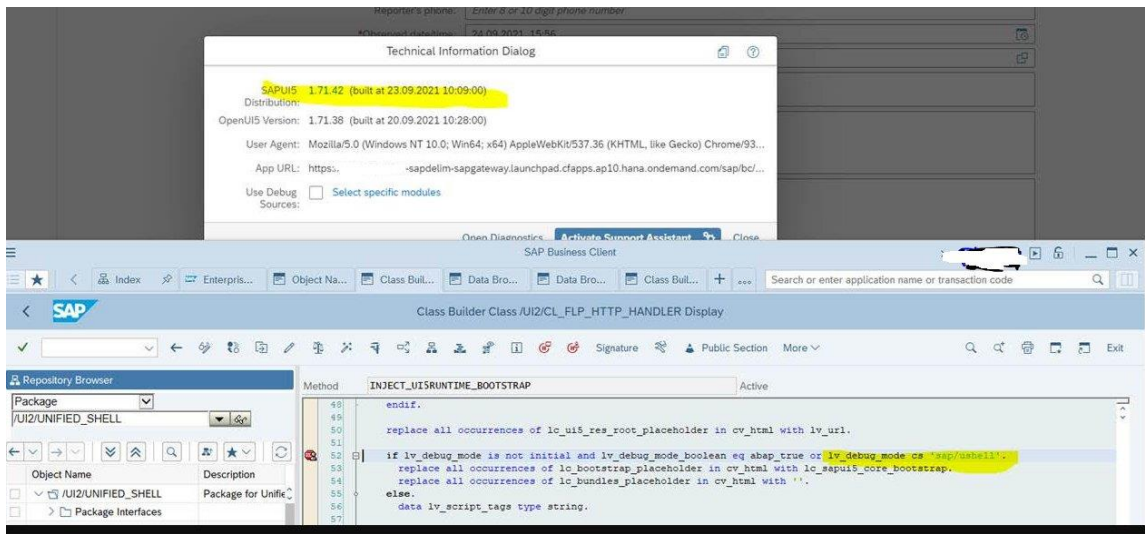 Reporter's phone: Enter 8 or 10 digit phone number
*Observed date/time: 24.09.2021, 15:56
Technical Information Dialog
SAPUI5 Distribution: 1.71.42 (built at 23.09.2021 10:09:00)
OpenUI5 Version: 1.71.38 (built at 20.09.2021 10:28:00)
User Agent: Mozilla/5.0 (Windows NT 10.0; Win64; x64) AppleWebKit/537.36 (KHTML, like Gecko) Chrome/93...
App URL: https:. -sapdelim-sapgateway.launchpad.cfapps.ap10.hana.ondemand.com/sap/bc/...
Use Debug Sources: Select specific modules
Open Diagnostics Activate Support Assistant Close
SAP Business Client
Index Enterpris... Object Na... Class Buil... Data Bro... Data Bro... Class Buil... Search or enter application name or transaction code
SAP Class Builder Class /UI2/CL_FLP_HTTP_HANDLER Display
Signature Public Section More Exit
Repository Browser
Method INJECT_UI5RUNTIME_BOOTSTRAP Active
Package
/UI2/UNIFIED_SHELL
Object Name Description
/UI2/UNIFIED_SHELL Package for Unifie
Package Interfaces
48 endif.
49
50 replace all occurrences of lc_ui5_res_root_placeholder in cv_html with lv_url.
51
52 if lv_debug_mode is not initial and lv_debug_mode_boolean eq abap_true or lv_debug_mode cs 'sap/ushell'.
53 replace all occurrences of lc_bootstrap_placeholder in cv_html with lc_sapui5_core_bootstrap.
54 replace all occurrences of lc_bundles_placeholder in cv_html with ''.
55 else.
56 data lv_script_tags type string.
57